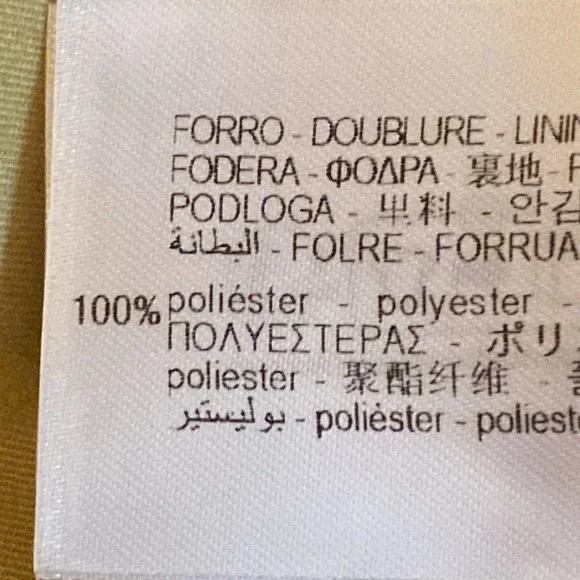 FORRO - DOUBLURE - LININ
FODERA - ΦΟΔΡΑ - 裏地 -
PODLOGA - 里料 - 안감
البطانة - FOLRE - FORRUA
100% poliéster - polyester -
ΠΟΛΥΕΣΤΕΡΑΣ - ポリ
poliester - 聚酯纤维 -
بوليستير - polièster - poliest